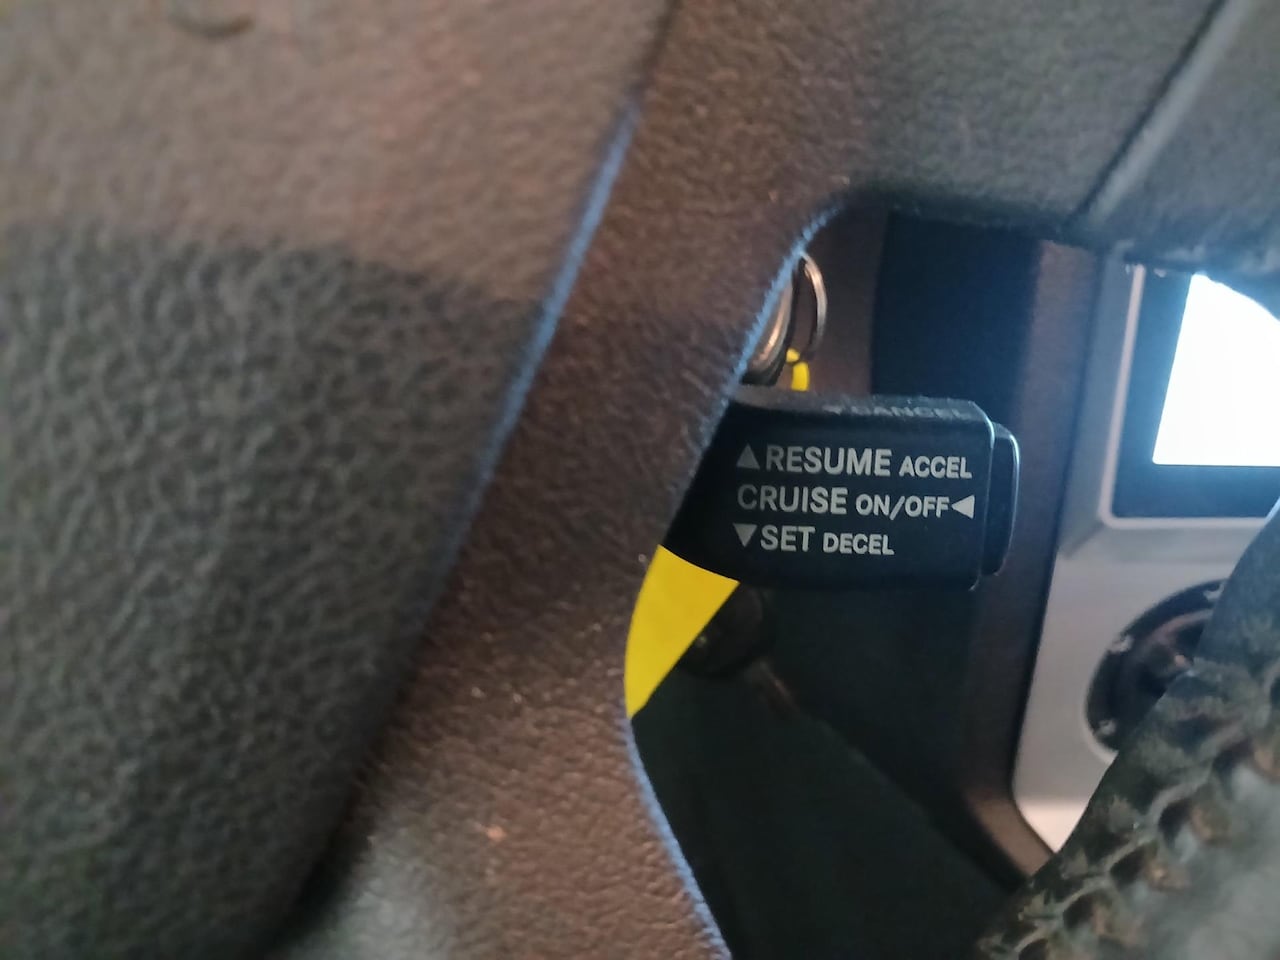 CANCEL
▲RESUME ACCEL
CRUISE ON/OFF◀
▼SET DECEL